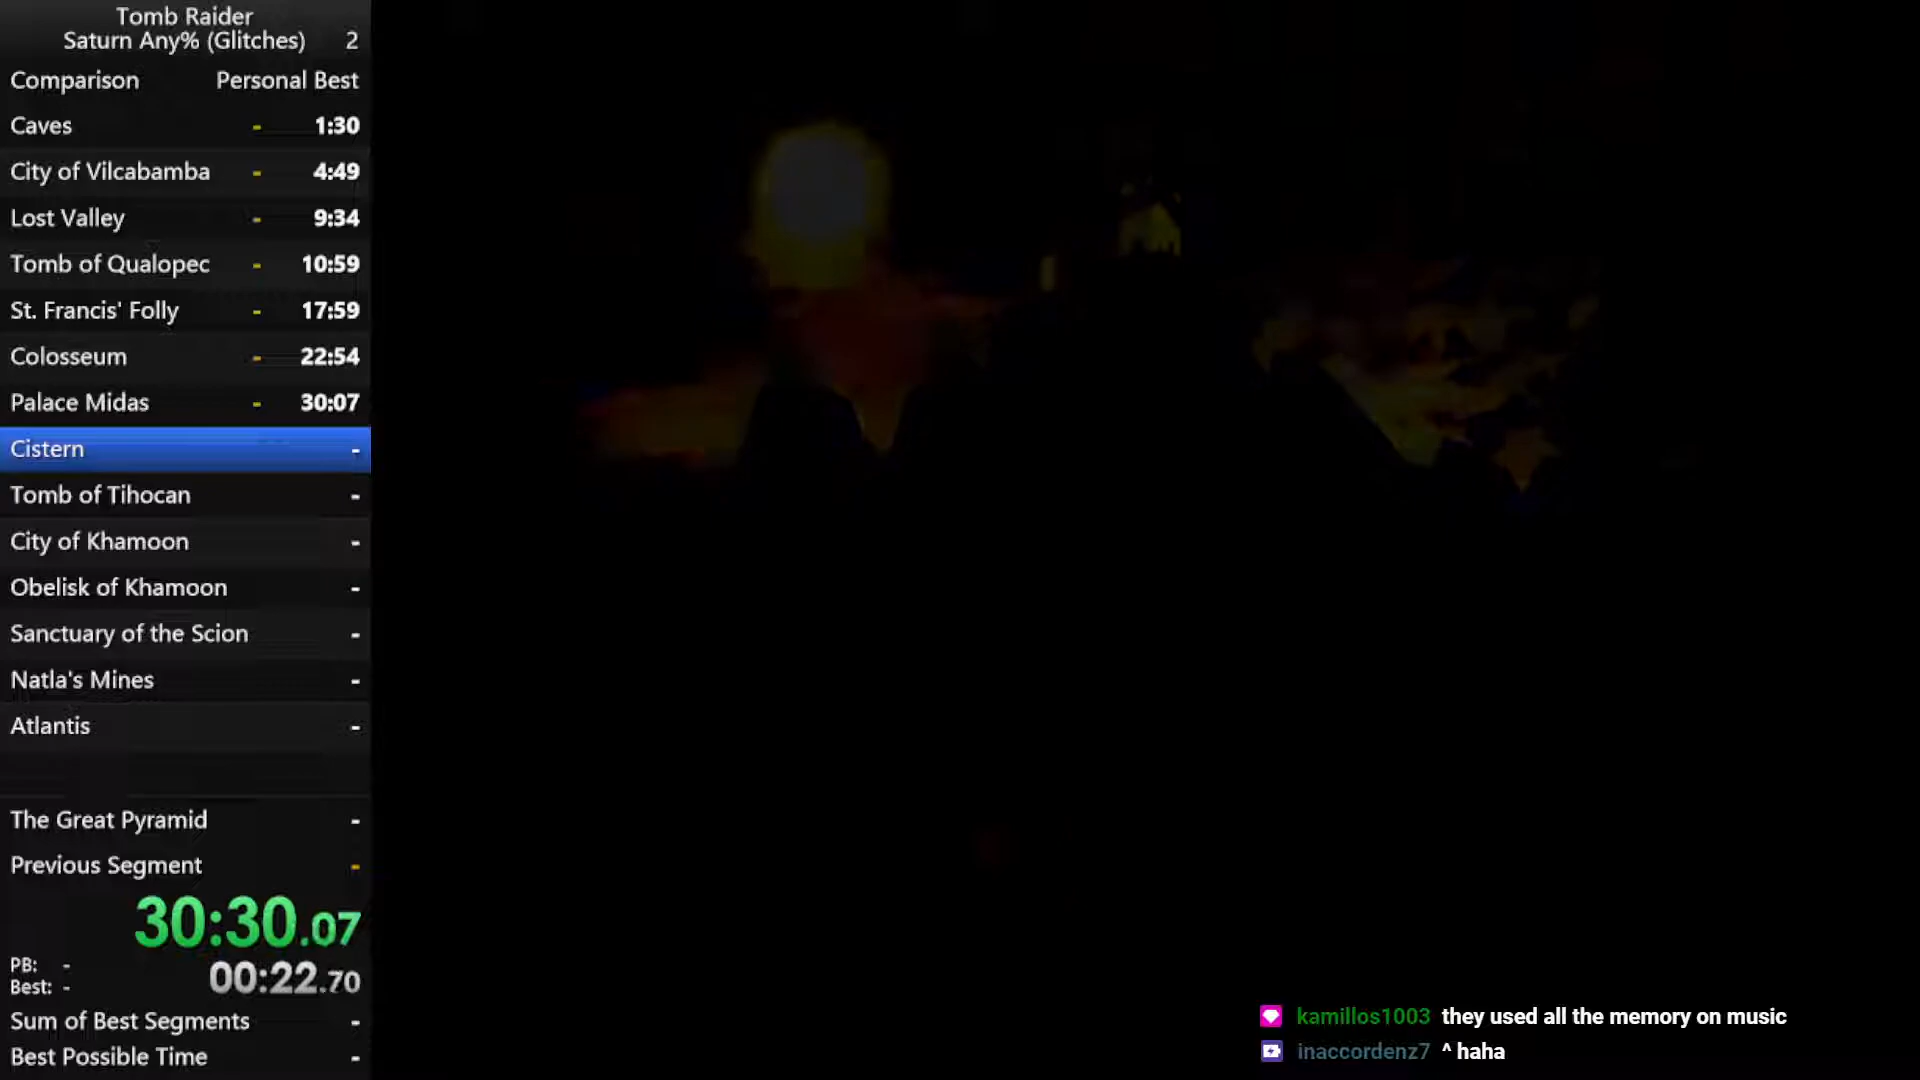 Tomb Raider
Saturn Any% (Glitches) 2
Comparison Personal Best
Caves - 1:30
City of Vilcabamba - 4:49
Lost Valley - 9:34
Tomb of Qualopec - 10:59
St. Francis' Folly - 17:59
Colosseum - 22:54
Palace Midas - 30:07
Cistern -
Tomb of Tihocan -
City of Khamoon -
Obelisk of Khamoon -
Sanctuary of the Scion -
Natla's Mines -
Atlantis -
The Great Pyramid -
Previous Segment -
30:30.07
PB: -
Best: - 00:22.70
Sum of Best Segments -
Best Possible Time -
kamillos1003 they used all the memory on music
inaccordenz7 ^ haha